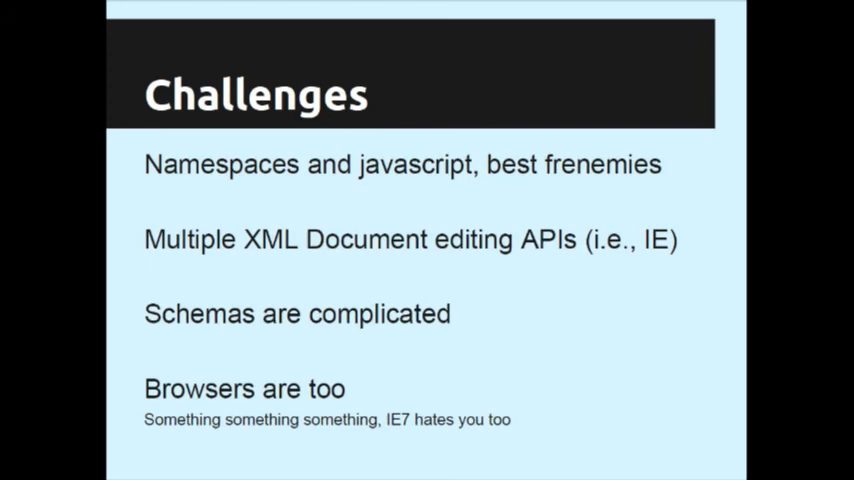 Challenges
Namespaces and javascript, best frenemies
Multiple XML Document editing APIs (i.e., IE)
Schemas are complicated
Browsers are too
Something something something, IE7 hates you too